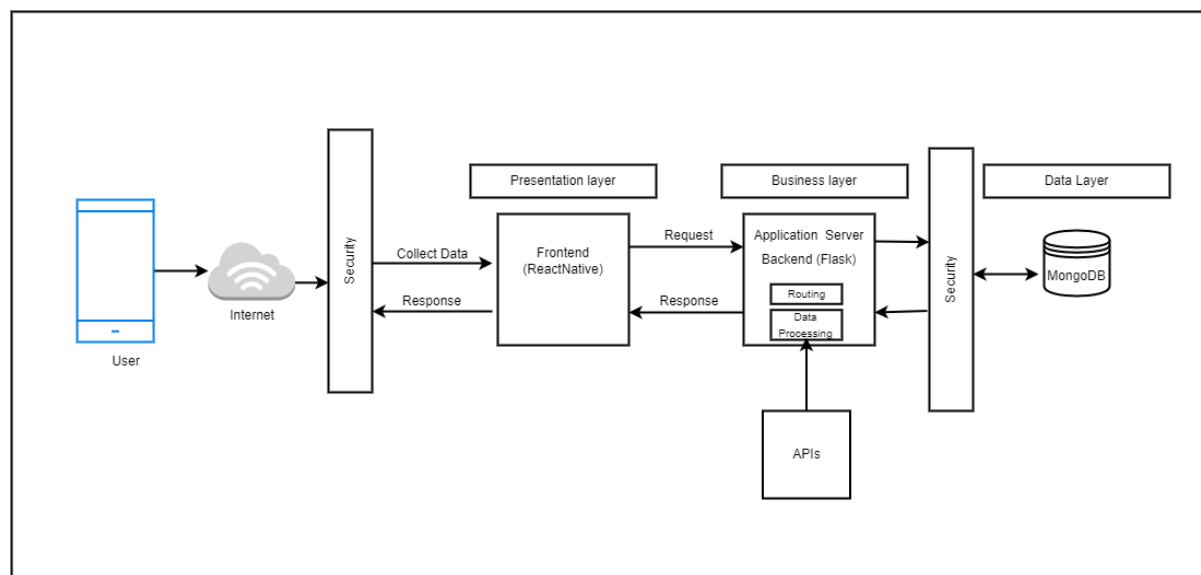 Presentation layer
Business layer
Data Layer
User
Internet
Security
Collect Data
Response
Frontend
(ReactNative)
Request
Response
Application Server
Backend (Flask)
Routing
Data
Processing
APIs
Security
MongoDB